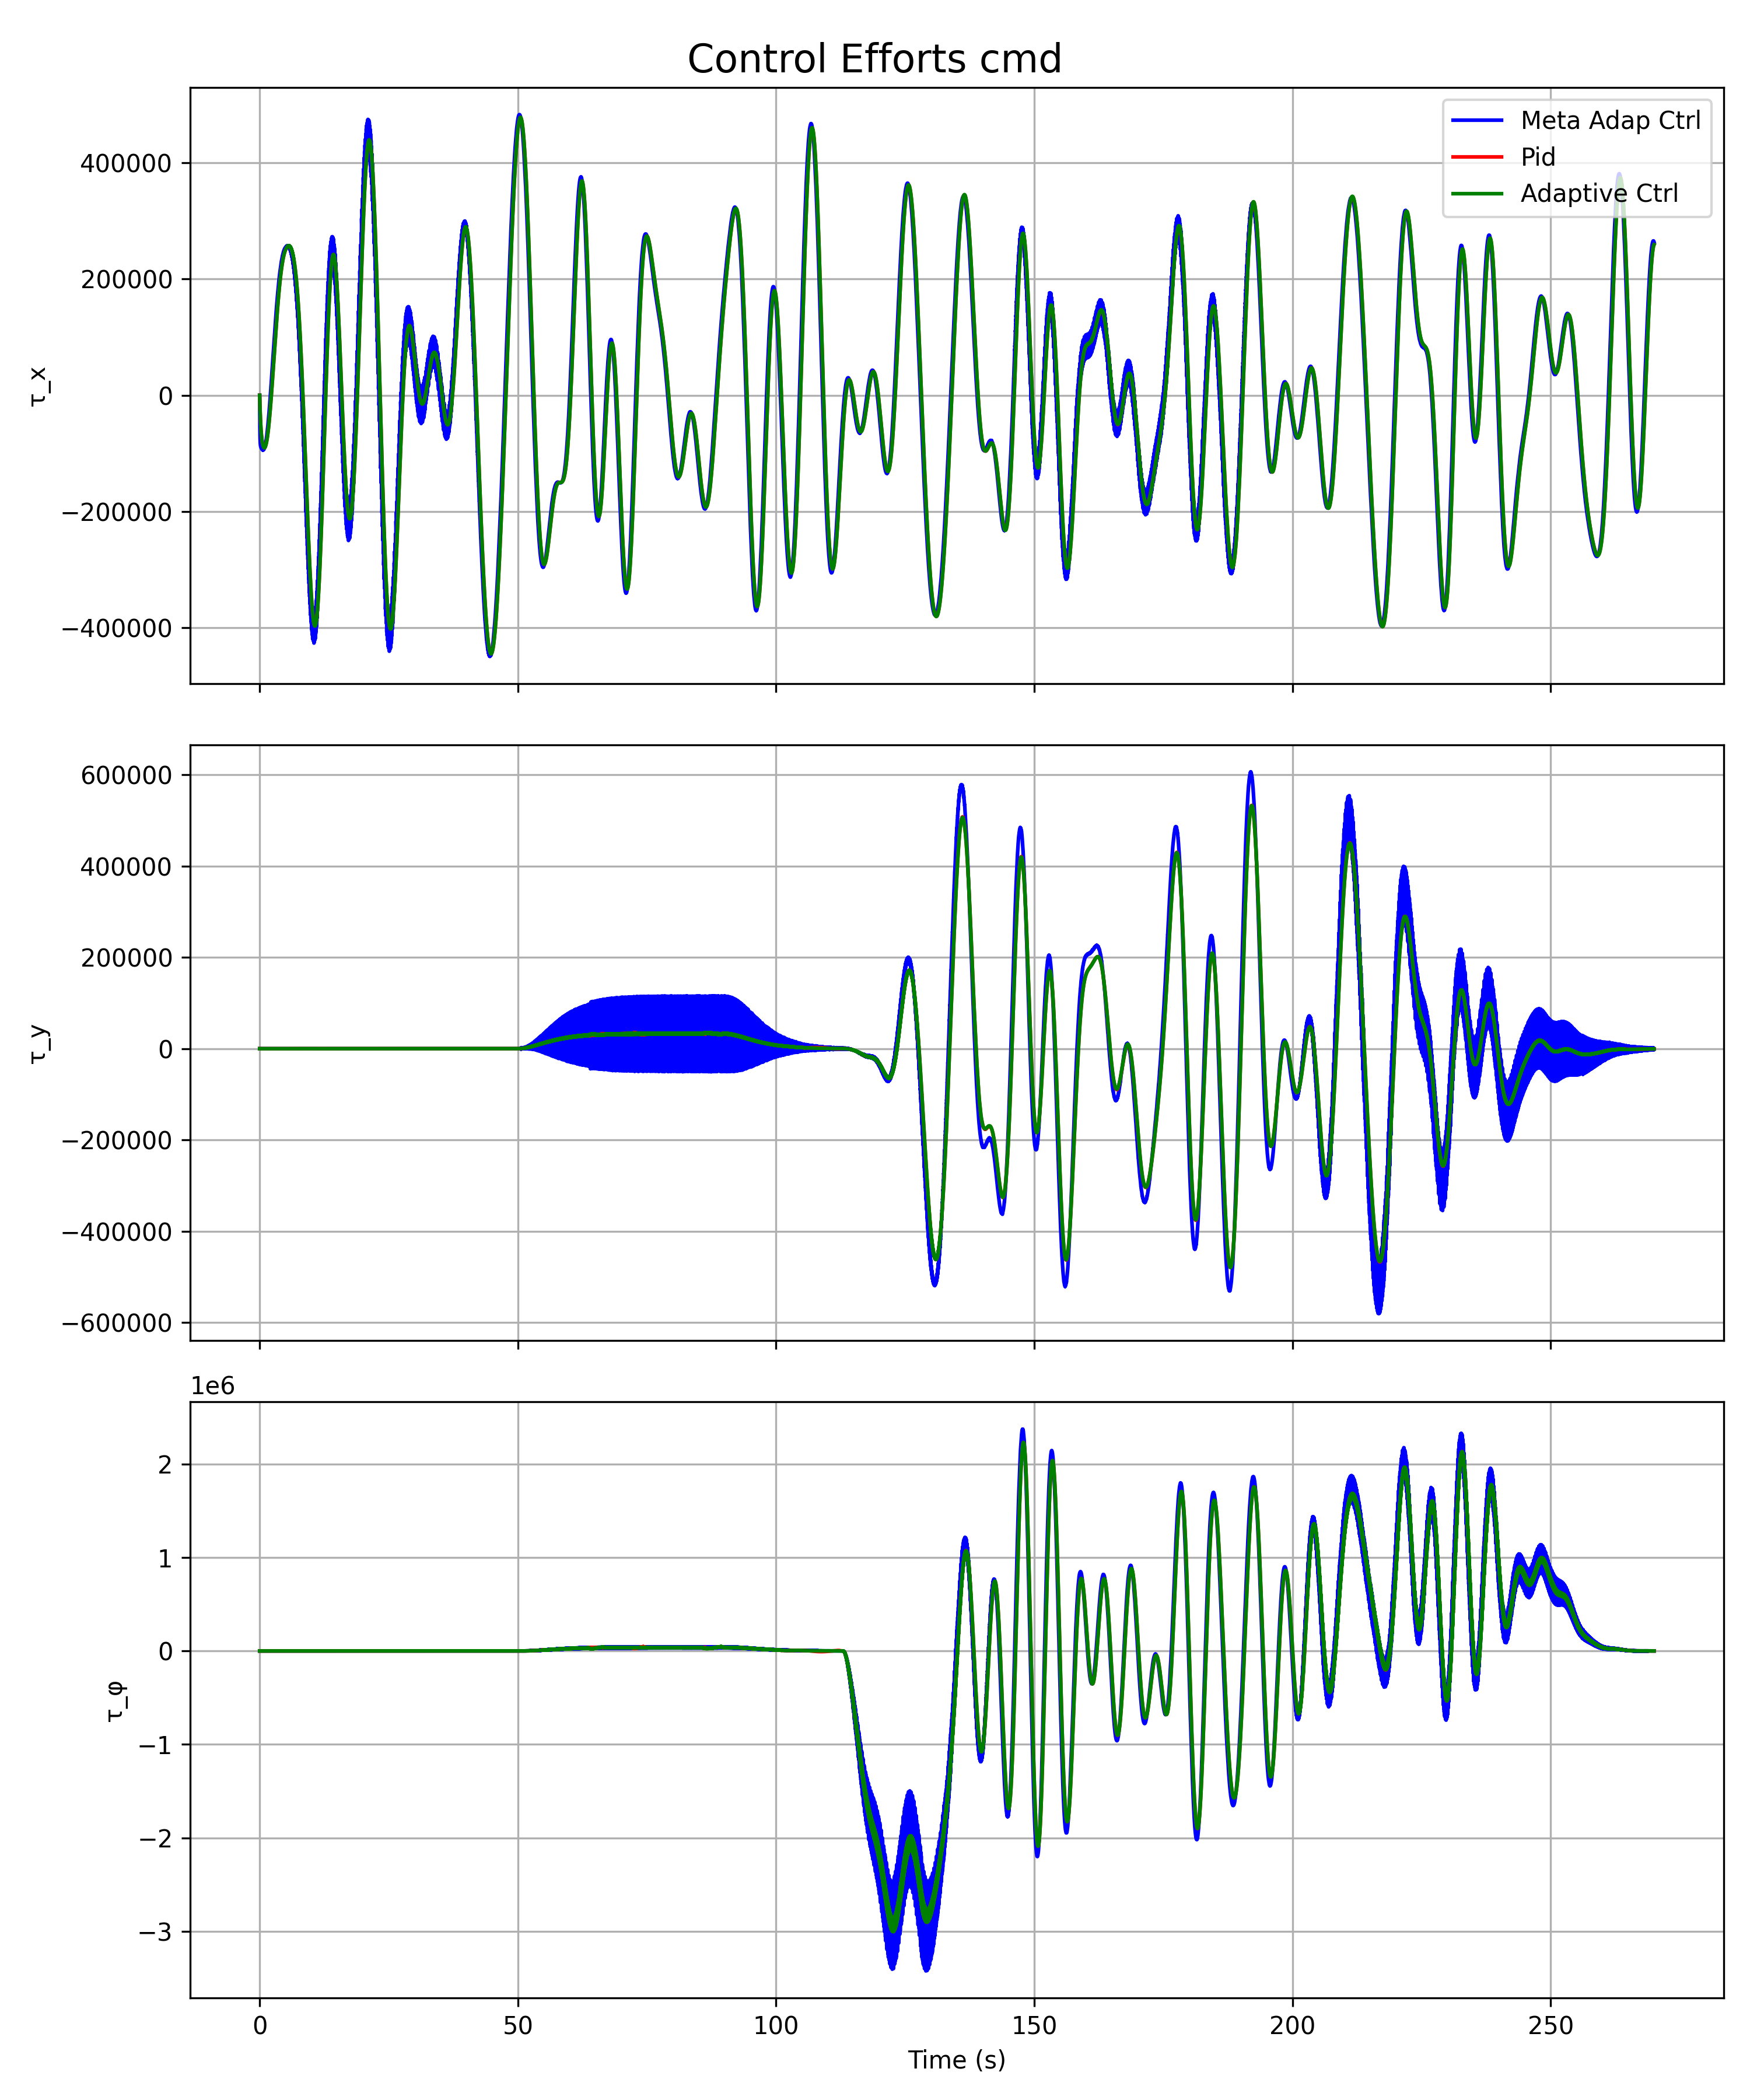 Control Efforts cmd
Meta Adap Ctrl
Pid
Adaptive Ctrl
400000
200000
0
−200000
−400000
τ_x
600000
400000
200000
0
−200000
−400000
−600000
τ_y
1e6
2
1
0
−1
−2
−3
τ_φ
0 50 100 150 200 250
Time (s)